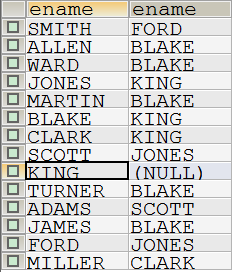 ename ename
SMITH FORD
ALLEN BLAKE
WARD BLAKE
JONES KING
MARTIN BLAKE
BLAKE KING
CLARK KING
SCOTT JONES
KING (NULL)
TURNER BLAKE
ADAMS SCOTT
JAMES BLAKE
FORD JONES
MILLER CLARK